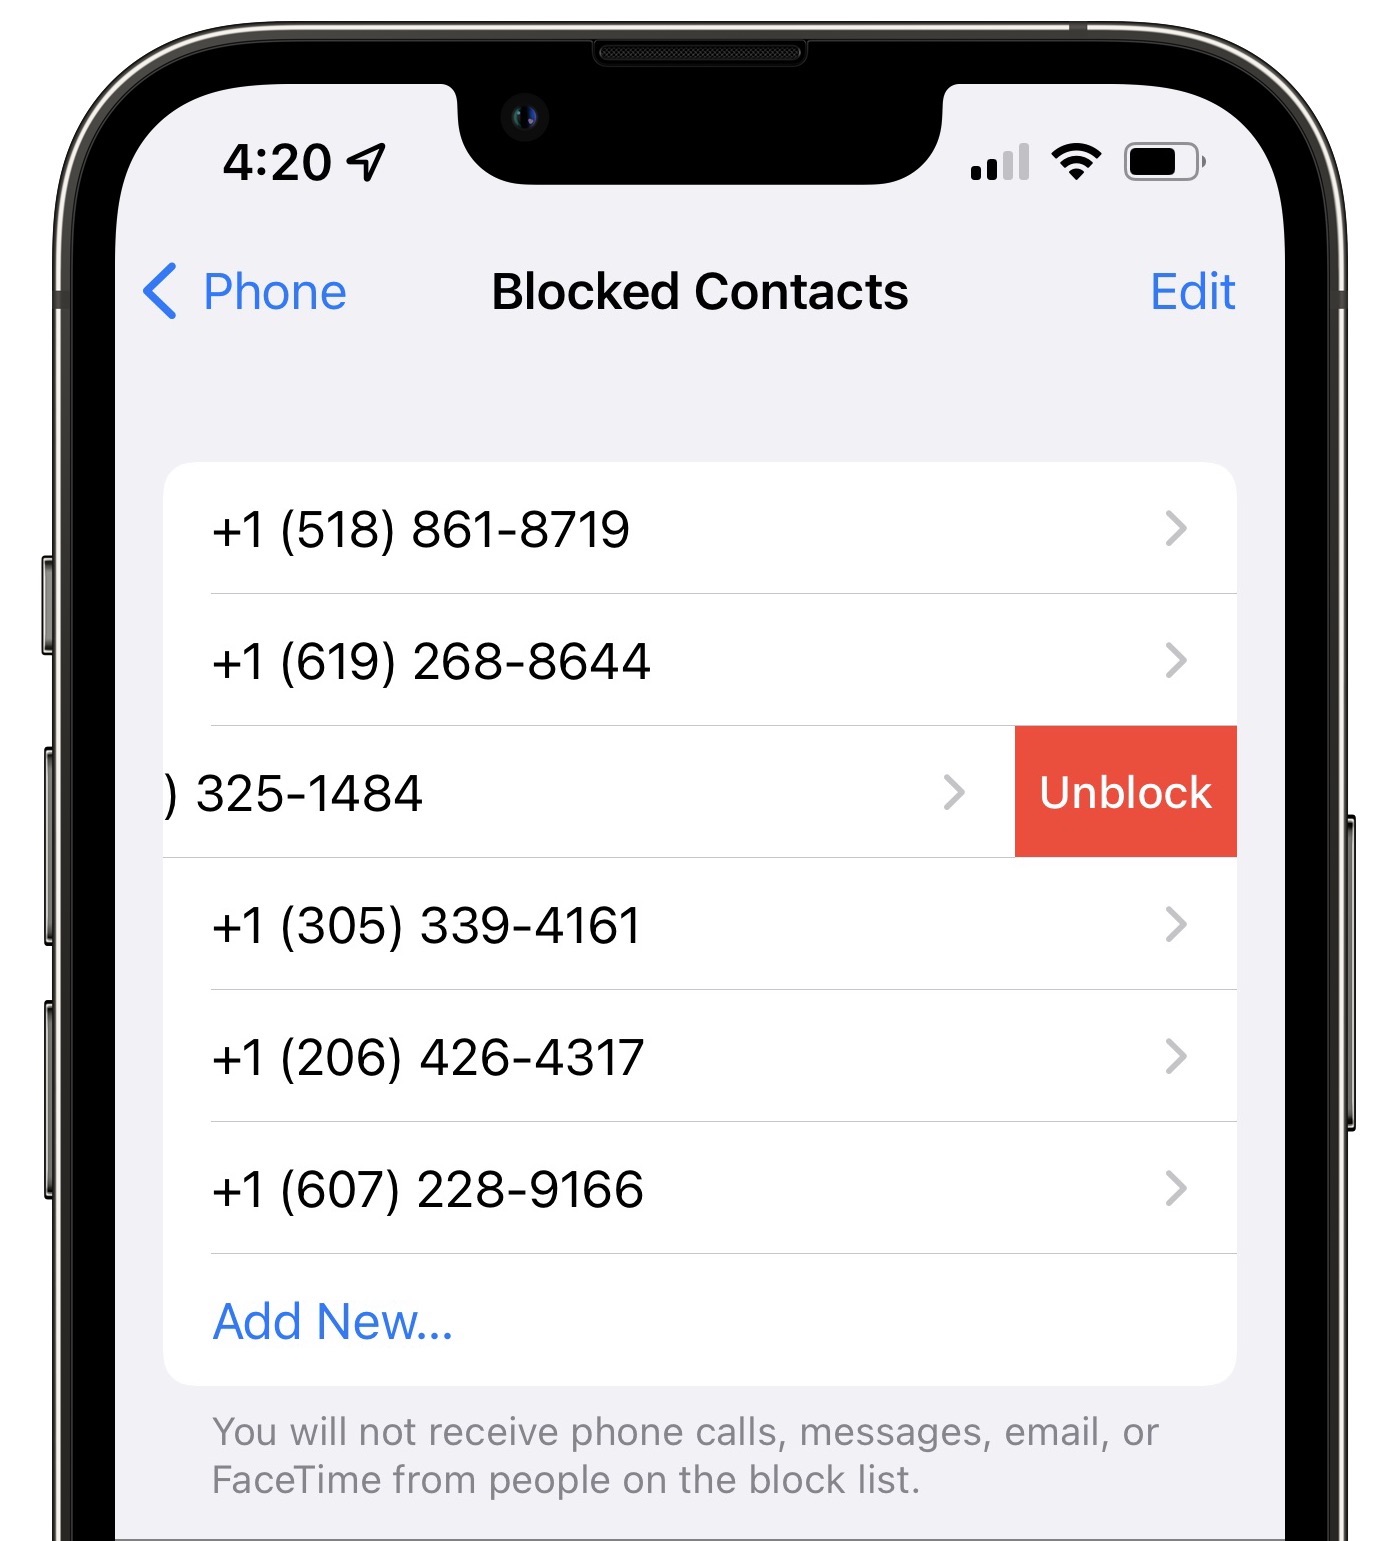 4:20
Phone Blocked Contacts Edit
+1 (518) 861-8719
+1 (619) 268-8644
) 325-1484 Unblock
+1 (305) 339-4161
+1 (206) 426-4317
+1 (607) 228-9166
Add New...
You will not receive phone calls, messages, email, or
FaceTime from people on the block list.